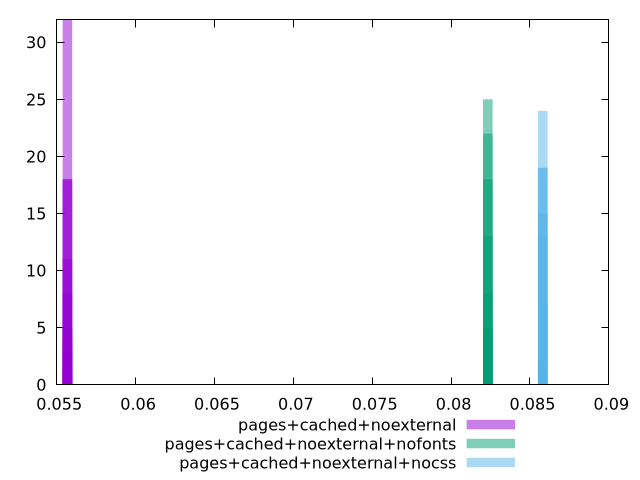 30
25
20
15
10
5
0
0.055 0.06 0.065 0.07 0.075 0.08 0.085 0.09
pages+cached+noexternal
pages+cached+noexternal+nofonts
pages+cached+noexternal+nocss